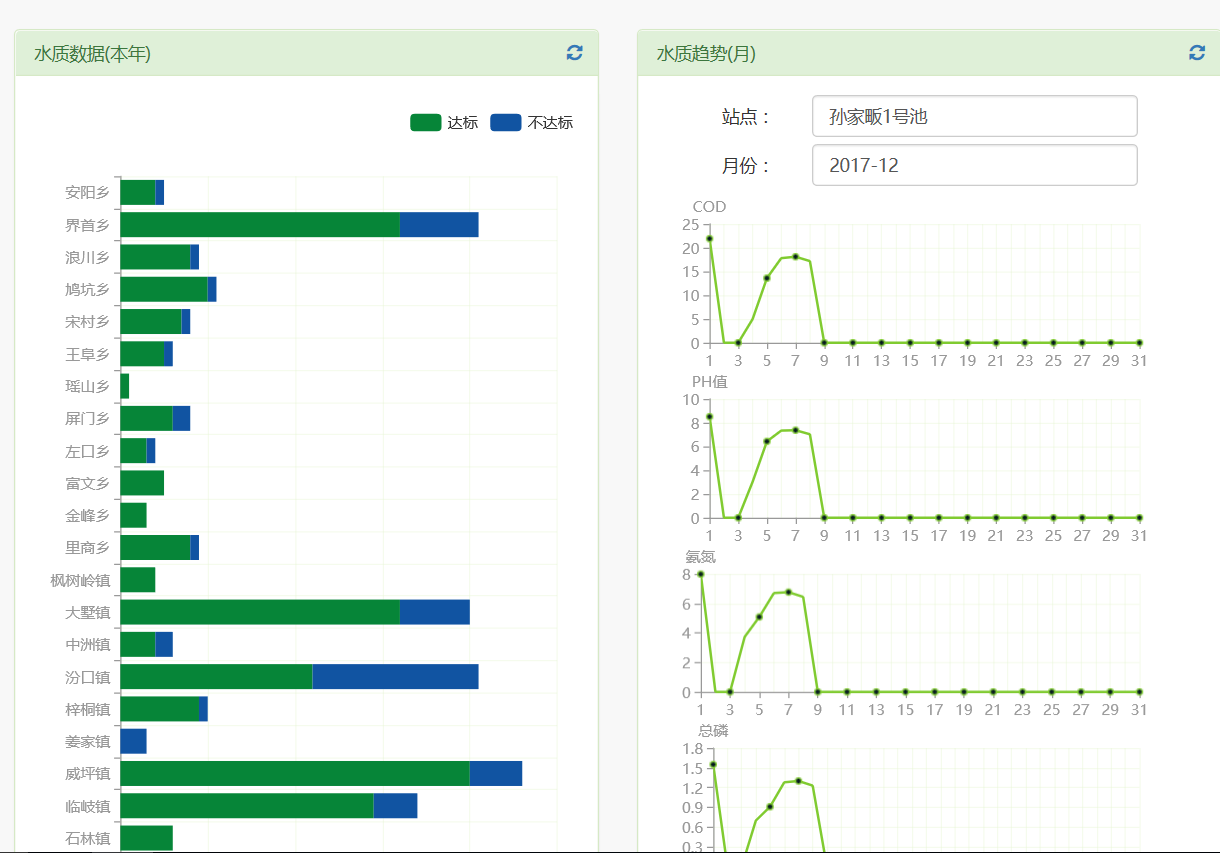 水质数据(本年)
达标 不达标
安阳乡
界首乡
浪川乡
鸠坑乡
宋村乡
王阜乡
瑶山乡
屏门乡
左口乡
富文乡
金峰乡
里商乡
枫树岭镇
大墅镇
中洲镇
汾口镇
梓桐镇
姜家镇
威坪镇
临岐镇
石林镇
水质趋势(月)
站点： 孙家畈1号池
月份： 2017-12
COD
25
20
15
10
5
0
1 3 5 7 9 11 13 15 17 19 21 23 25 27 29 31
PH值
10
8
6
4
2
0
1 3 5 7 9 11 13 15 17 19 21 23 25 27 29 31
氨氮
8
6
4
2
0
1 3 5 7 9 11 13 15 17 19 21 23 25 27 29 31
总磷
1.8
1.5
1.2
0.9
0.6
0.3